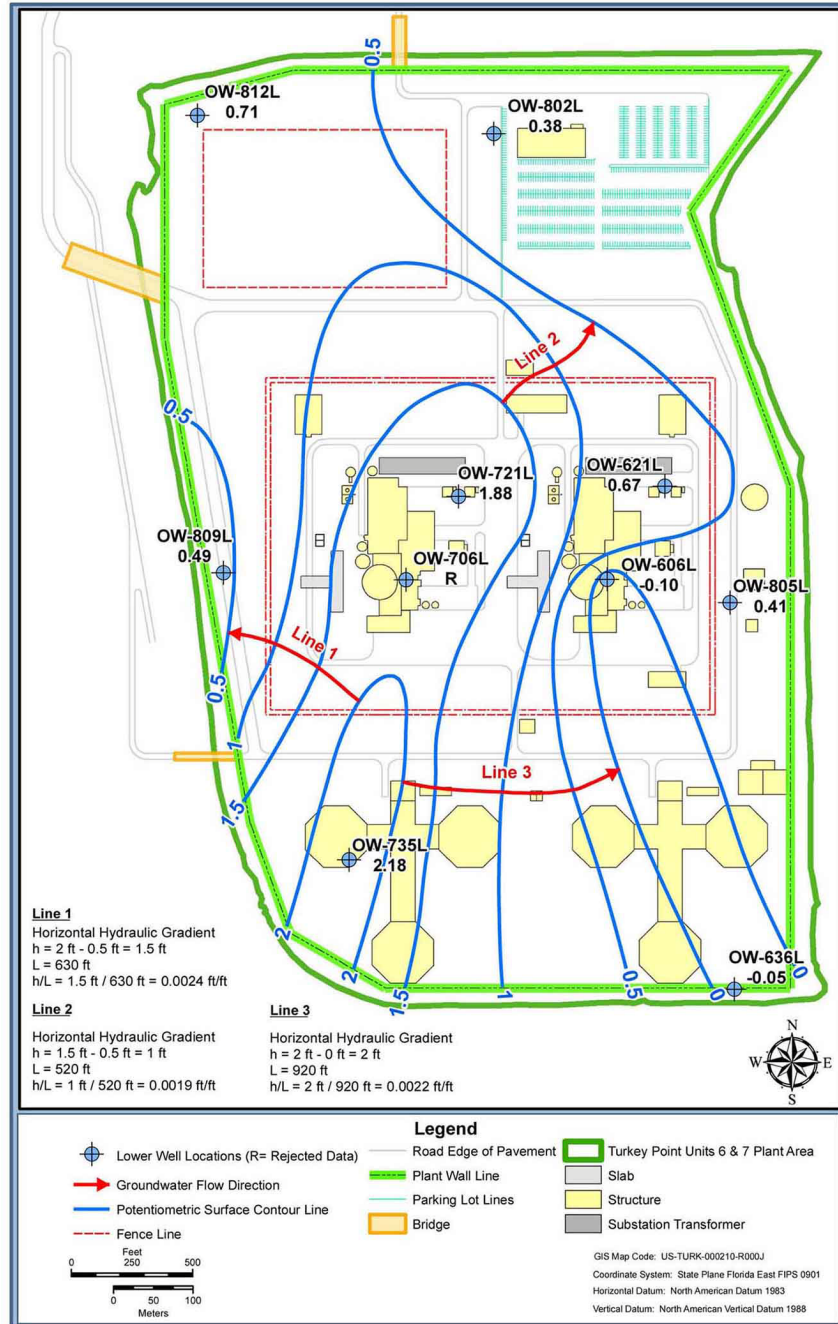 0.5
OW-812L
0.71
OW-802L
0.38
Line 2
0.5
OW-721L
1.88
OW-621L
0.67
OW-809L
0.49
OW-706L
R
OW-606L
-0.10
OW-805L
0.41
Line 1
0.5
1
1.5
Line 3
OW-735L
2.18
2
2
1.5
1
0.5
0
OW-636L
-0.05
0
Line 1
Horizontal Hydraulic Gradient
h = 2 ft - 0.5 ft = 1.5 ft
L = 630 ft
h/L = 1.5 ft / 630 ft = 0.0024 ft/ft
Line 2
Horizontal Hydraulic Gradient
h = 1.5 ft - 0.5 ft = 1 ft
L = 520 ft
h/L = 1 ft / 520 ft = 0.0019 ft/ft
Line 3
Horizontal Hydraulic Gradient
h = 2 ft - 0 ft = 2 ft
L = 920 ft
h/L = 2 ft / 920 ft = 0.0022 ft/ft
N
W
E
S
Legend
Lower Well Locations (R= Rejected Data)
Groundwater Flow Direction
Potentiometric Surface Contour Line
Fence Line
Road Edge of Pavement
Plant Wall Line
Parking Lot Lines
Bridge
Turkey Point Units 6 & 7 Plant Area
Slab
Structure
Substation Transformer
Feet
0 250 500
0 50 100
Meters
GIS Map Code: US-TURK-000210-R000J
Coordinate System: State Plane Florida East FIPS 0901
Horizontal Datum: North American Datum 1983
Vertical Datum: North American Vertical Datum 1988